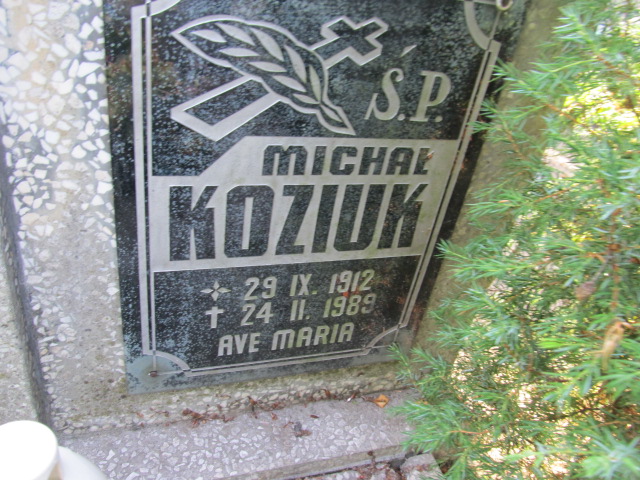 Ś.P.
MICHAŁ
KOZIUK
29 IX. 1912
24 II. 1989
AVE MARIA